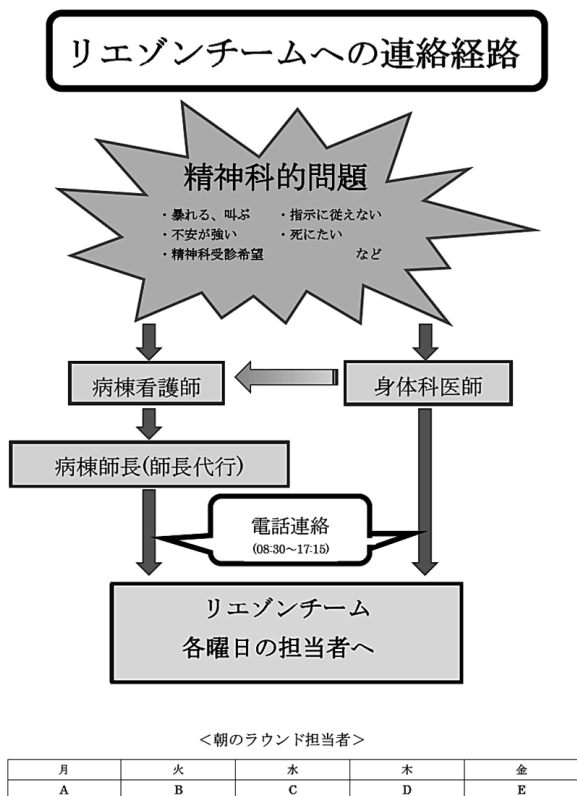 リエゾンチームへの連絡経路
精神科的問題
・暴れる、叫ぶ ・指示に従えない
・不安が強い ・死にたい
・精神科受診希望 など
病棟看護師
身体科医師
病棟師長(師長代行)
電話連絡
(08:30～17:15)
リエゾンチーム
各曜日の担当者へ
＜朝のラウンド担当者＞
月 火 水 木 金
A B C D E